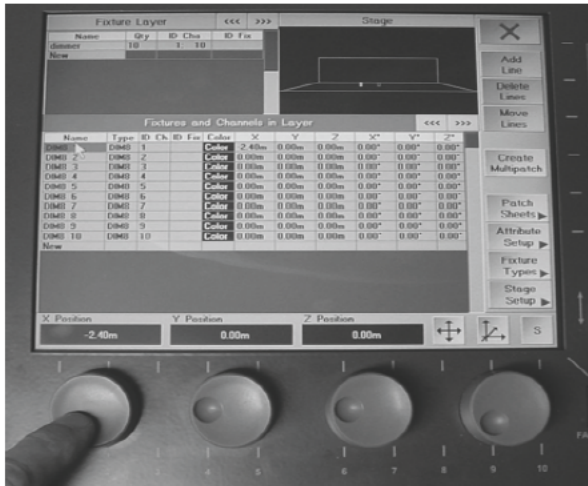 Fixture Layer <<< >>> Stage
Name Qty ID Cha ID Fix
dimmer 10 1 10
New
Add Line
Delete Lines
Move Lines
Fixtures and Channels in Layer <<< >>>
Name Type ID Ch ID Fix Color X Y Z X° Y° Z°
DIM8 DIM8 1 Color 2.40m 0.00m 0.00m 0.00° 0.00° 0.00°
DIM8 2 DIM8 2 Color 0.00m 0.00m 0.00m 0.00° 0.00° 0.00°
DIM8 3 DIM8 3 Color 0.00m 0.00m 0.00m 0.00° 0.00° 0.00°
DIM8 4 DIM8 4 Color 0.00m 0.00m 0.00m 0.00° 0.00° 0.00°
DIM8 5 DIM8 5 Color 0.00m 0.00m 0.00m 0.00° 0.00° 0.00°
DIM8 6 DIM8 6 Color 0.00m 0.00m 0.00m 0.00° 0.00° 0.00°
DIM8 7 DIM8 7 Color 0.00m 0.00m 0.00m 0.00° 0.00° 0.00°
DIM8 8 DIM8 8 Color 0.00m 0.00m 0.00m 0.00° 0.00° 0.00°
DIM8 9 DIM8 9 Color 0.00m 0.00m 0.00m 0.00° 0.00° 0.00°
DIM8 10 DIM8 10 Color 0.00m 0.00m 0.00m 0.00° 0.00° 0.00°
New
Create Multipatch
Patch Sheets
Attribute Setup
Fixture Types
Stage Setup
X Position Y Position Z Position
-2.40m 0.00m 0.00m S
FA
4 5 6 7 8 9 10